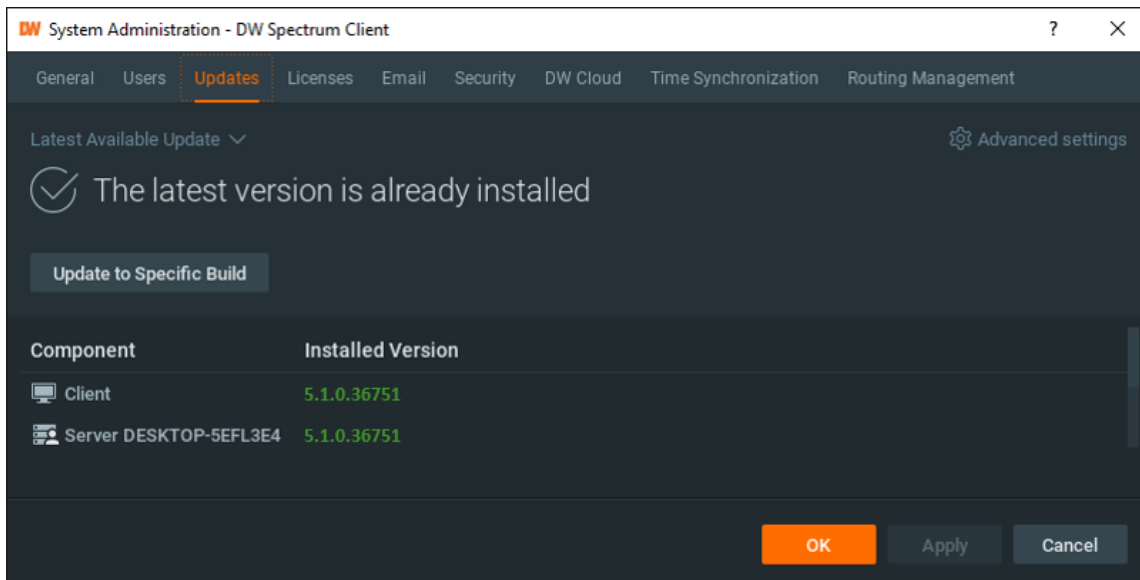 DW System Administration - DW Spectrum Client ?
General Users Updates Licenses Email Security DW Cloud Time Synchronization Routing Management
Latest Available Update Advanced settings
The latest version is already installed
Update to Specific Build
Component Installed Version
Client 5.1.0.36751
Server DESKTOP-5EFL3E4 5.1.0.36751
OK Apply Cancel